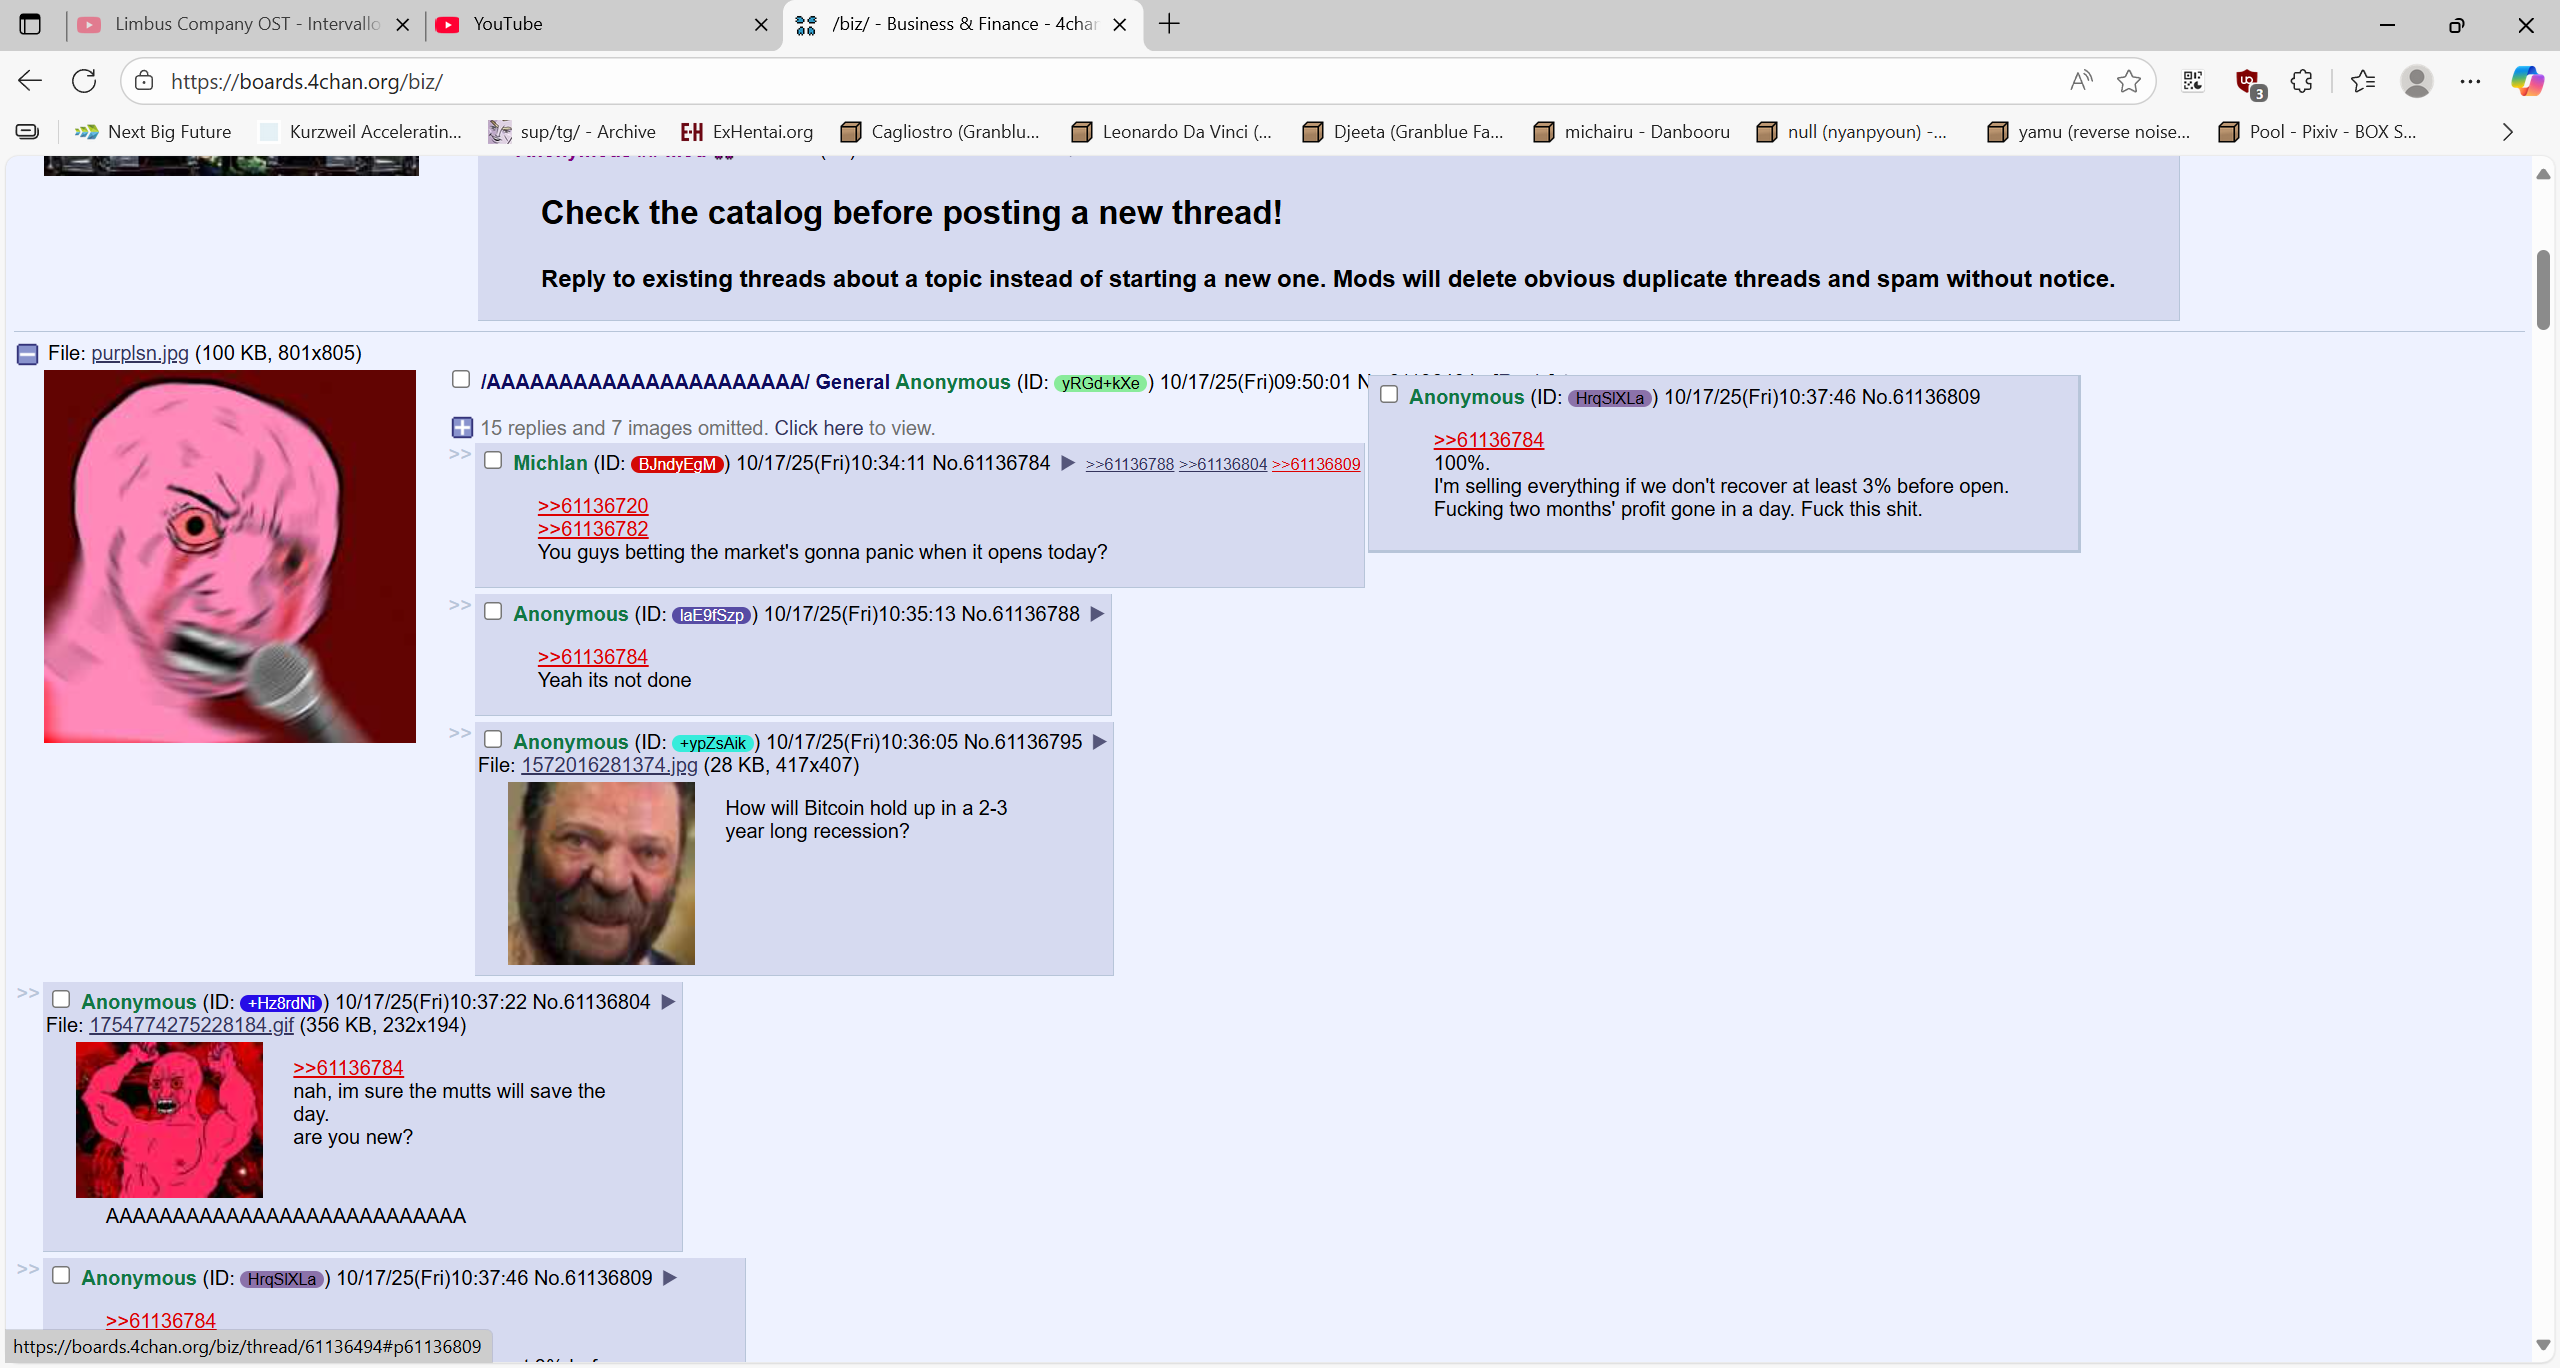 Limbus Company OST - Intervallo
YouTube
/biz/ - Business & Finance - 4chan
https://boards.4chan.org/biz/
3
Next Big Future
Kurzweil Acceleratin...
sup/tg/ - Archive
E-H ExHentai.org
Cagliostro (Granblu...
Leonardo Da Vinci (...
Djeeta (Granblue Fa...
michairu - Danbooru
null (nyanpyoun) -...
yamu (reverse noise...
Pool - Pixiv - BOX S...
Check the catalog before posting a new thread!
Reply to existing threads about a topic instead of starting a new one. Mods will delete obvious duplicate threads and spam without notice.
File: purplsn.jpg (100 KB, 801x805)
/AAAAAAAAAAAAAAAAAAAAAA/ General Anonymous (ID: yRGd+kXe) 10/17/25(Fri)09:50:01
15 replies and 7 images omitted. Click here to view.
>> Michlan (ID: BJndyEgM) 10/17/25(Fri)10:34:11 No.61136784 ▶ >>61136788 >>61136804 >>61136809
>>61136720
>>61136782
You guys betting the market's gonna panic when it opens today?
Anonymous (ID: HrqSlXLa) 10/17/25(Fri)10:37:46 No.61136809
>>61136784
100%.
I'm selling everything if we don't recover at least 3% before open.
Fucking two months' profit gone in a day. Fuck this shit.
>> Anonymous (ID: laE9fSzp) 10/17/25(Fri)10:35:13 No.61136788 ▶
>>61136784
Yeah its not done
>> Anonymous (ID: +ypZsAik) 10/17/25(Fri)10:36:05 No.61136795 ▶
File: 1572016281374.jpg (28 KB, 417x407)
How will Bitcoin hold up in a 2-3
year long recession?
>> Anonymous (ID: +Hz8rdNi) 10/17/25(Fri)10:37:22 No.61136804 ▶
File: 1754774275228184.gif (356 KB, 232x194)
>>61136784
nah, im sure the mutts will save the
day.
are you new?
AAAAAAAAAAAAAAAAAAAAAAAAAAA
>> Anonymous (ID: HrqSlXLa) 10/17/25(Fri)10:37:46 No.61136809 ▶
>>61136784
https://boards.4chan.org/biz/thread/61136494#p61136809